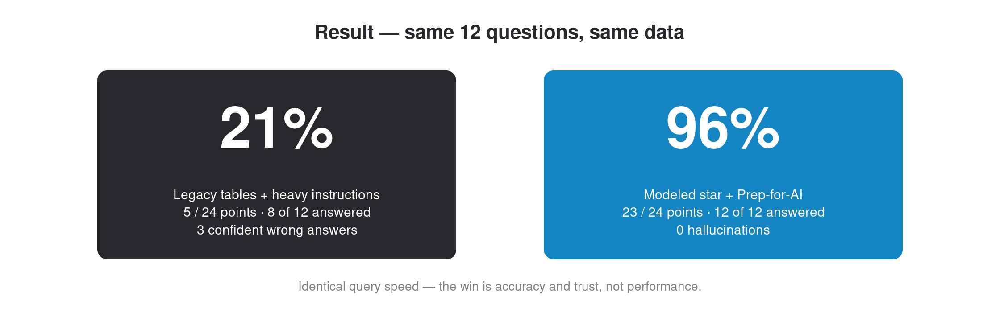 Result — same 12 questions, same data
21%
Legacy tables + heavy instructions
5 / 24 points · 8 of 12 answered
3 confident wrong answers
96%
Modeled star + Prep-for-AI
23 / 24 points · 12 of 12 answered
0 hallucinations
Identical query speed — the win is accuracy and trust, not performance.